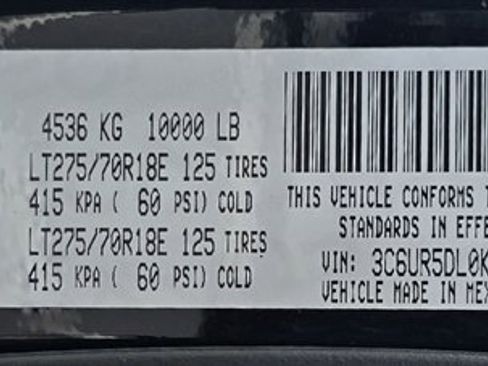 4536 KG 10000 LB
LT275/70R18E 125 TIRES
415 KPA ( 60 PSI) COLD
LT275/70R18E 125 TIRES
415 KPA ( 60 PSI) COLD
THIS VEHICLE CONFORMS T
STANDARDS IN EFFE
VIN: 3C6UR5DL0K
VEHICLE MADE IN MEX